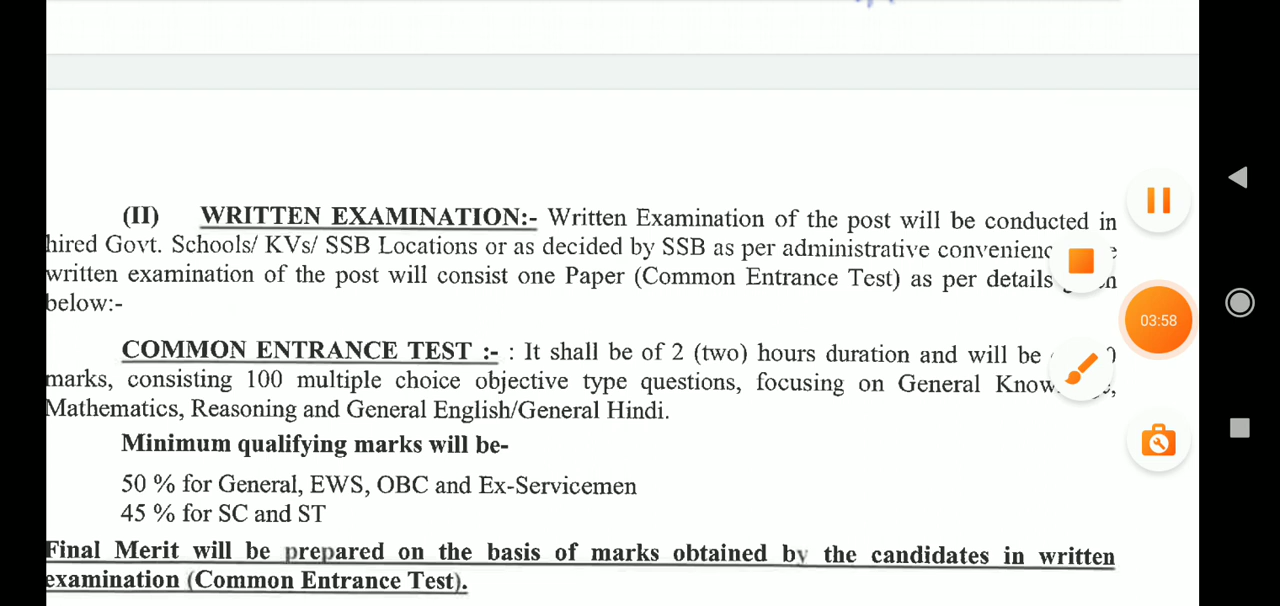 (II) WRITTEN EXAMINATION:- Written Examination of the post will be conducted in
hired Govt. Schools/ KVs/ SSB Locations or as decided by SSB as per administrative
written examination of the post will consist one Paper (Common Entrance Test) as per details
below:-
COMMON ENTRANCE TEST :- : It shall be of 2 (two) hours duration and will be
marks, consisting 100 multiple choice objective type questions, focusing on General
Mathematics, Reasoning and General English/General Hindi.
Minimum qualifying marks will be-
50 % for General, EWS, OBC and Ex-Servicemen
45 % for SC and ST
Final Merit will be prepared on the basis of marks obtained by the candidates in written
examination (Common Entrance Test).
03:58